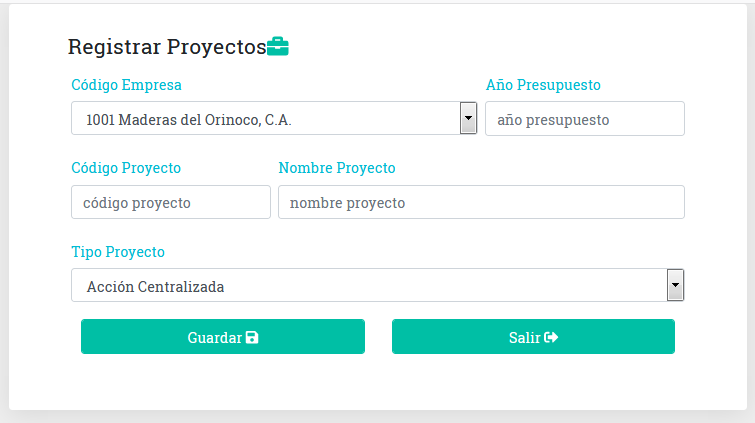 Registrar Proyectos
Código Empresa Año Presupuesto
1001 Maderas del Orinoco, C.A. año presupuesto
Código Proyecto Nombre Proyecto
código proyecto nombre proyecto
Tipo Proyecto
Acción Centralizada
Guardar Salir